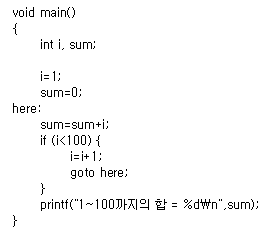 void main()
{
    int i, sum;

    i=1;
    sum=0;
here:
    sum=sum+i;
    if (i<100) {
        i=i+1;
        goto here;
    }
    printf("1~100까지의 합 = %d₩n",sum);
}